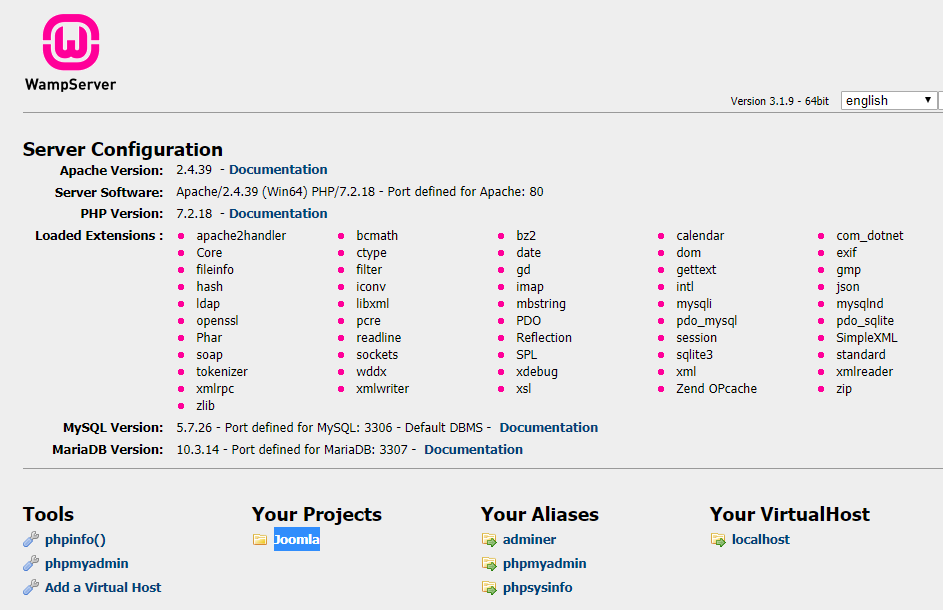 WampServer
Version 3.1.9 - 64bit english
Server Configuration
Apache Version: 2.4.39 - Documentation
Server Software: Apache/2.4.39 (Win64) PHP/7.2.18 - Port defined for Apache: 80
PHP Version: 7.2.18 - Documentation
Loaded Extensions : apache2handler bcmath bz2 calendar com_dotnet
Core ctype date dom exif
fileinfo filter gd gettext gmp
hash iconv imap intl json
ldap libxml mbstring mysqli mysqlnd
openssl pcre PDO pdo_mysql pdo_sqlite
Phar readline Reflection session SimpleXML
soap sockets SPL sqlite3 standard
tokenizer wddx xdebug xml xmlreader
xmlrpc xmlwriter xsl Zend OPcache zip
zlib
MySQL Version: 5.7.26 - Port defined for MySQL: 3306 - Default DBMS - Documentation
MariaDB Version: 10.3.14 - Port defined for MariaDB: 3307 - Documentation
Tools Your Projects Your Aliases Your VirtualHost
phpinfo() Joomla adminer localhost
phpmyadmin phpmyadmin
Add a Virtual Host phpsysinfo